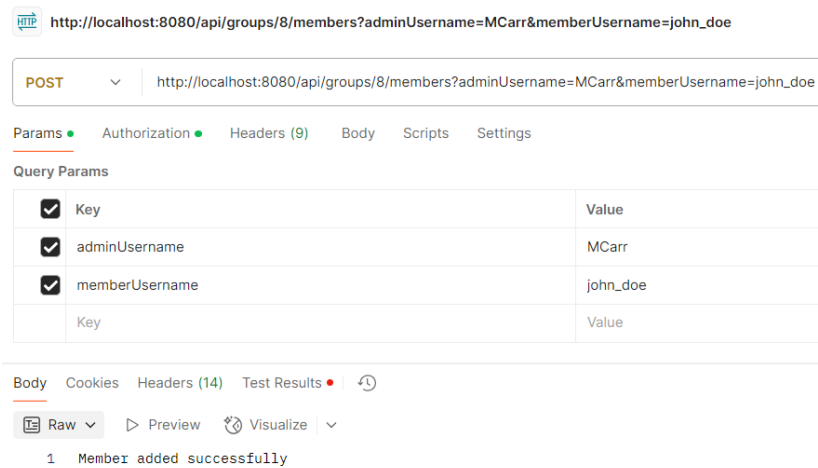 HTTP http://localhost:8080/api/groups/8/members?adminUsername=MCarr&memberUsername=john_doe
POST http://localhost:8080/api/groups/8/members?adminUsername=MCarr&memberUsername=john_doe
Params Authorization Headers (9) Body Scripts Settings
Query Params
Key Value
adminUsername MCarr
memberUsername john_doe
Key Value
Body Cookies Headers (14) Test Results
Raw Preview Visualize
1 Member added successfully